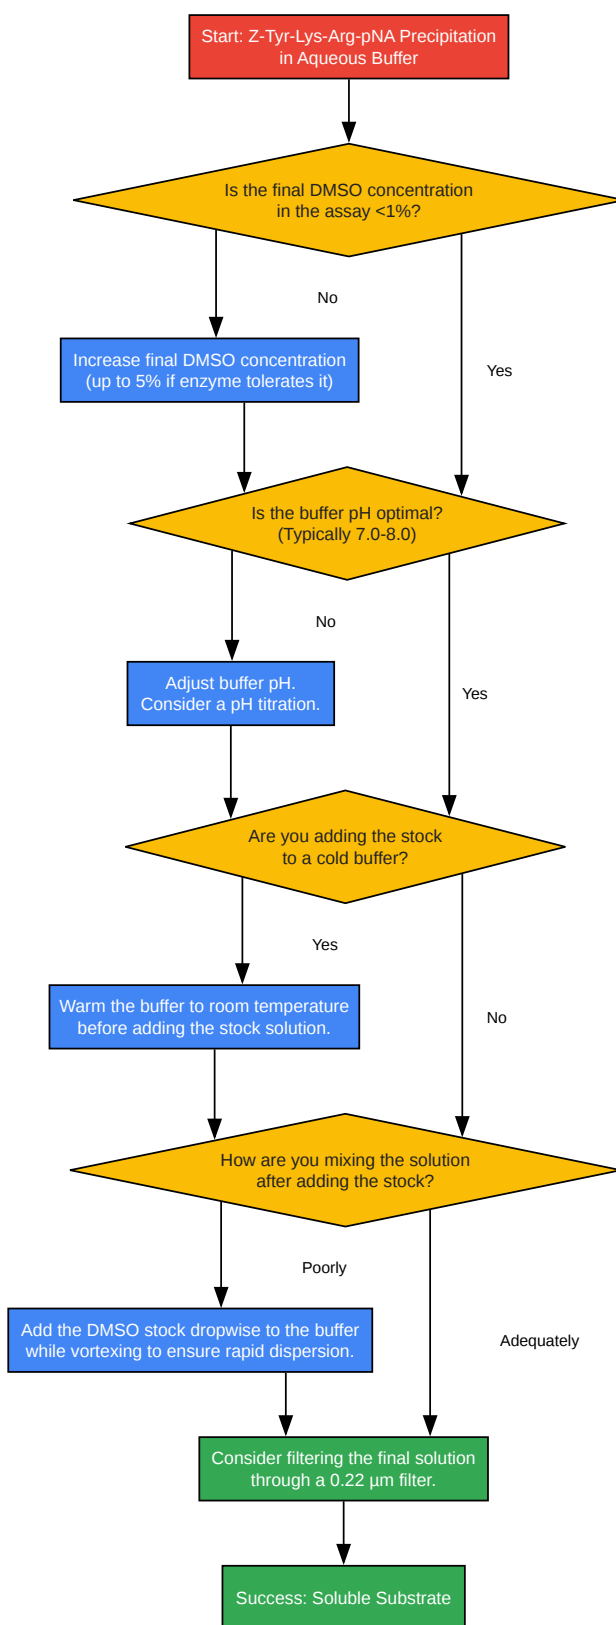 Start: Z-Tyr-Lys-Arg-pNA Precipitation
in Aqueous Buffer
Is the final DMSO concentration
in the assay <1%?
No
Increase final DMSO concentration
(up to 5% if enzyme tolerates it)
Yes
Is the buffer pH optimal?
(Typically 7.0-8.0)
No
Adjust buffer pH.
Consider a pH titration.
Yes
Are you adding the stock
to a cold buffer?
Yes
Warm the buffer to room temperature
before adding the stock solution.
No
How are you mixing the solution
after adding the stock?
Poorly
Add the DMSO stock dropwise to the buffer
while vortexing to ensure rapid dispersion.
Adequately
Consider filtering the final solution
through a 0.22 µm filter.
Success: Soluble Substrate